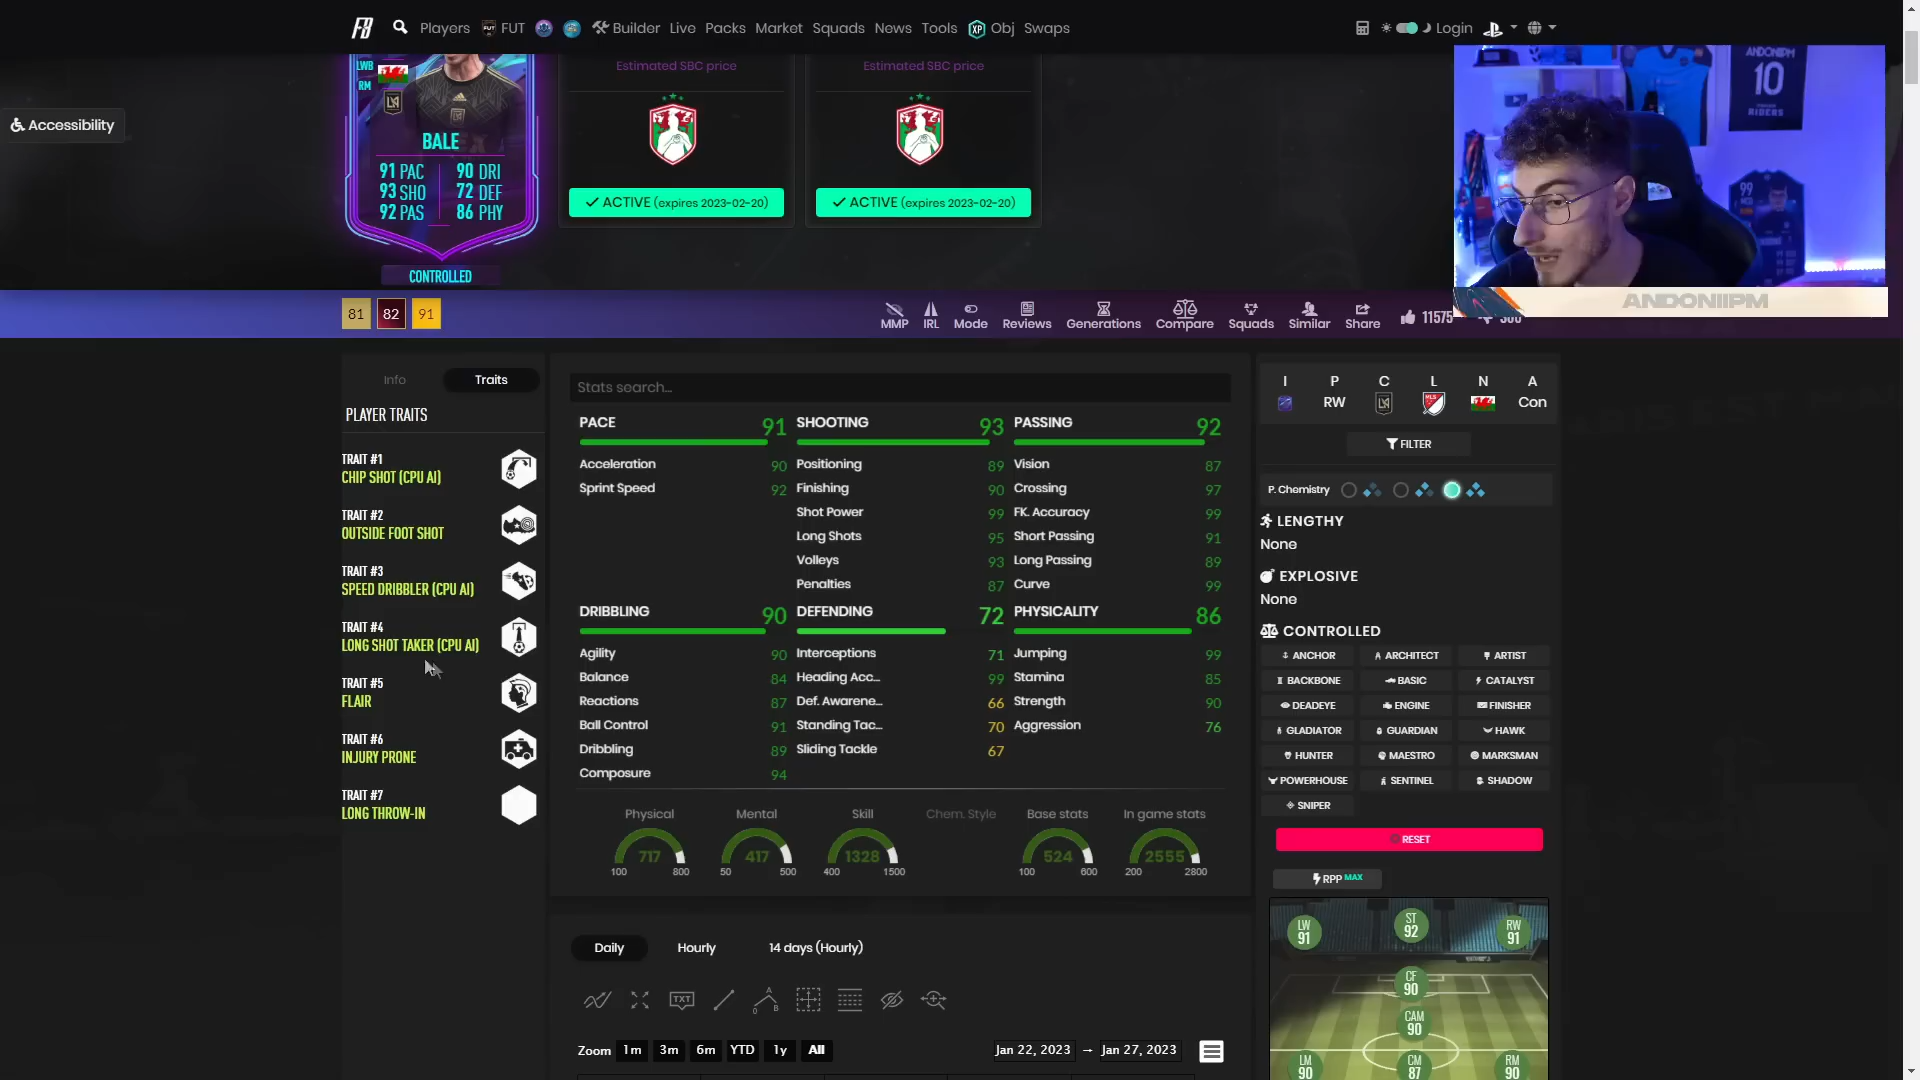 Players
FUT
Builder
Live
Packs
Market
Squads
News
Tools
XP
Obj
Swaps
Login
Accessibility
LWB
RM
BALE
91 PAC 90 DRI
93 SHO 72 DEF
92 PAS 86 PHY
CONTROLLED
Estimated SBC price
ACTIVE (expires 2023-02-20)
Estimated SBC price
ACTIVE (expires 2023-02-20)
ANDONIIPM
10
RIDERS
99
ANDONIIPM
81 82 91
MMP
IRL
Mode
Reviews
Generations
Compare
Squads
Similar
Share
11575
Info
Traits
PLAYER TRAITS
TRAIT #1
CHIP SHOT (CPU AI)
TRAIT #2
OUTSIDE FOOT SHOT
TRAIT #3
SPEED DRIBBLER (CPU AI)
TRAIT #4
LONG SHOT TAKER (CPU AI)
TRAIT #5
FLAIR
TRAIT #6
INJURY PRONE
TRAIT #7
LONG THROW-IN
Stats search...
PACE 91
Acceleration 90
Sprint Speed 92
SHOOTING 93
Positioning 89
Finishing 90
Shot Power 99
Long Shots 95
Volleys 93
Penalties 87
PASSING 92
Vision 87
Crossing 97
FK. Accuracy 99
Short Passing 91
Long Passing 89
Curve 99
DRIBBLING 90
Agility 90
Balance 84
Reactions 87
Ball Control 91
Dribbling 89
Composure 94
DEFENDING 72
Interceptions 71
Heading Acc... 99
Def. Awarene... 66
Standing Tac... 70
Sliding Tackle 67
PHYSICALITY 86
Jumping 99
Stamina 85
Strength 90
Aggression 76
Physical
717
100 800
Mental
417
50 500
Skill
1328
400 1500
Chem. Style
Base stats
524
100 600
In game stats
2555
200 2800
Daily
Hourly
14 days (Hourly)
TXT
Zoom 1m 3m 6m YTD 1y All
Jan 22, 2023 → Jan 27, 2023
I P C L N A
RW Con
FILTER
P. Chemistry
LENGTHY
None
EXPLOSIVE
None
CONTROLLED
ANCHOR ARCHITECT ARTIST
BACKBONE BASIC CATALYST
DEADEYE ENGINE FINISHER
GLADIATOR GUARDIAN HAWK
HUNTER MAESTRO MARKSMAN
POWERHOUSE SENTINEL SHADOW
SNIPER
RESET
RPP MAX
LW
91
ST
92
RW
91
CF
90
CAM
90
LM
90
CM
87
RM
90